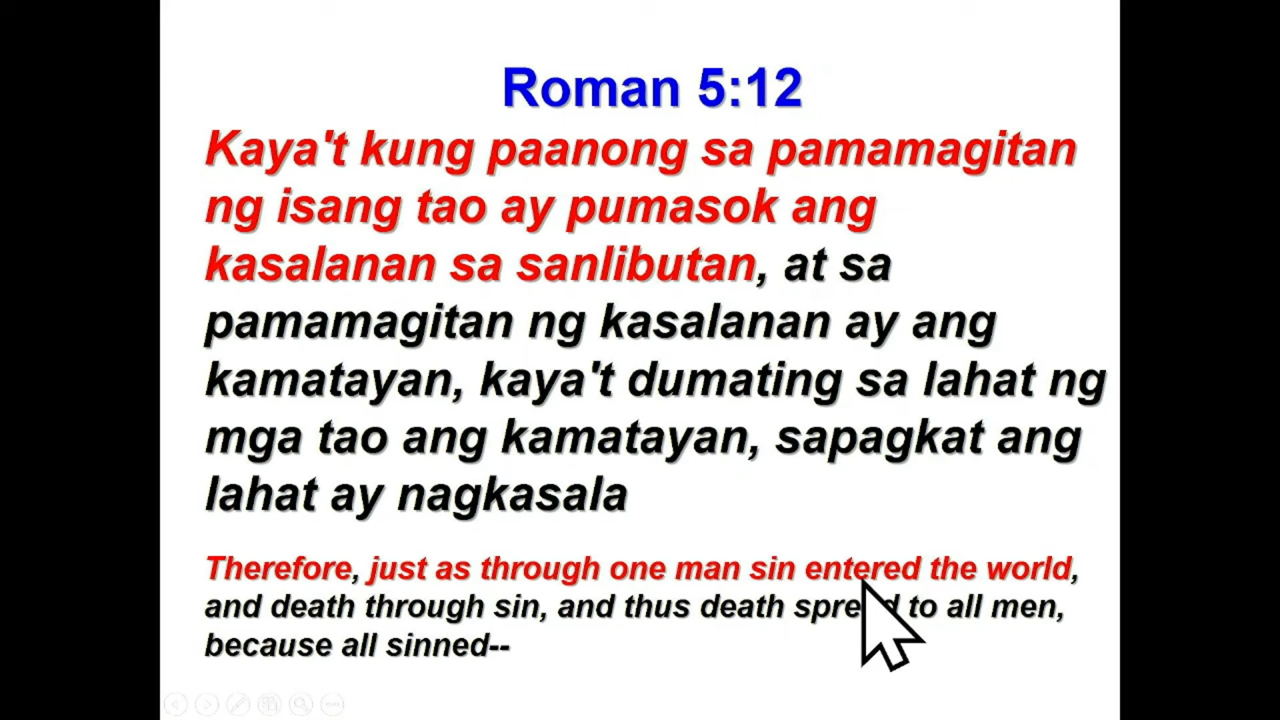 Roman 5:12
Kaya't kung paanong sa pamamagitan
ng isang tao ay pumasok ang
kasalanan sa sanlibutan, at sa
pamamagitan ng kasalanan ay ang
kamatayan, kaya't dumating sa lahat ng
mga tao ang kamatayan, sapagkat ang
lahat ay nagkasala
Therefore, just as through one man sin entered the world,
and death through sin, and thus death spread to all men,
because all sinned--